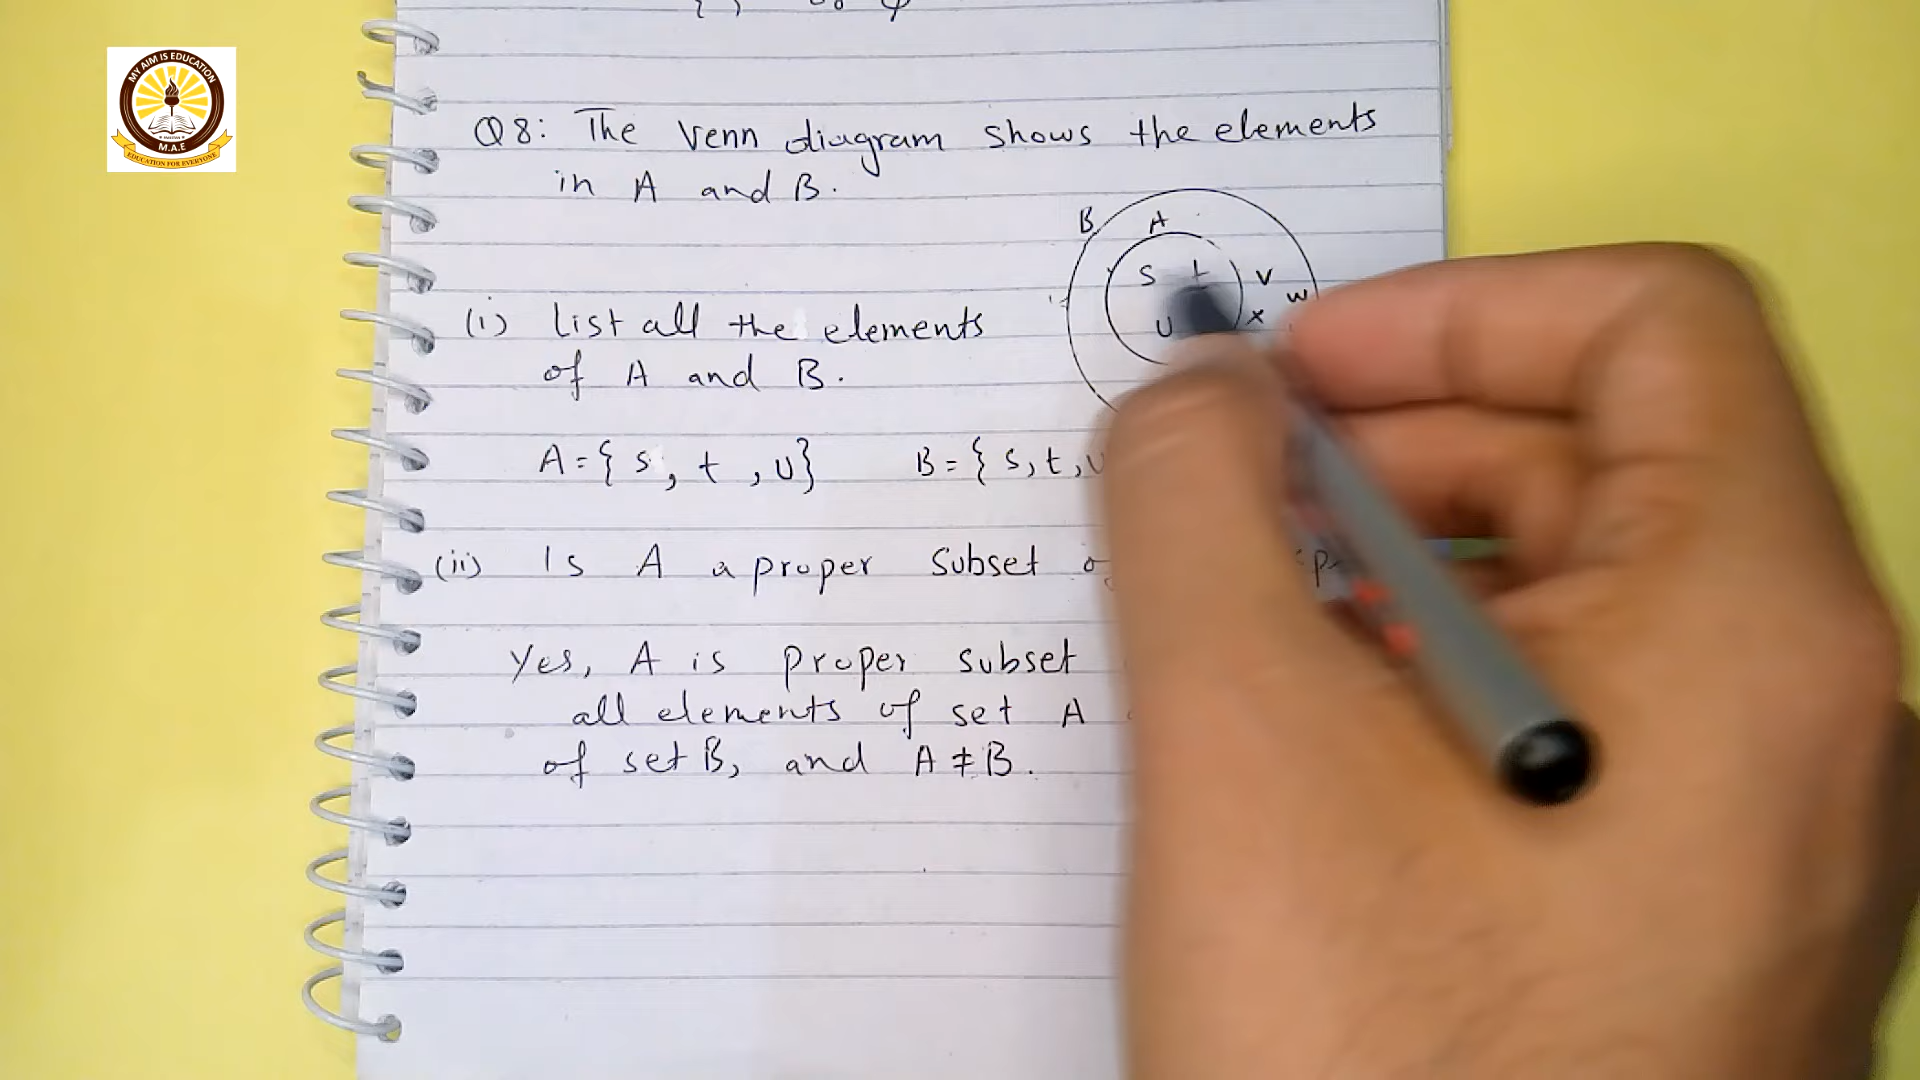 MY AIM IS EDUCATION
M.A.E
EDUCATION FOR EVERYONE
Q8: The Venn diagram shows the elements
in A and B.
B A
S t V
W
U X
(i) List all the elements
of A and B.
A = { s , t , u } B = { s, t, u
(ii) Is A a proper subset
Yes, A is proper subset
all elements of set A
of set B, and A ≠ B.